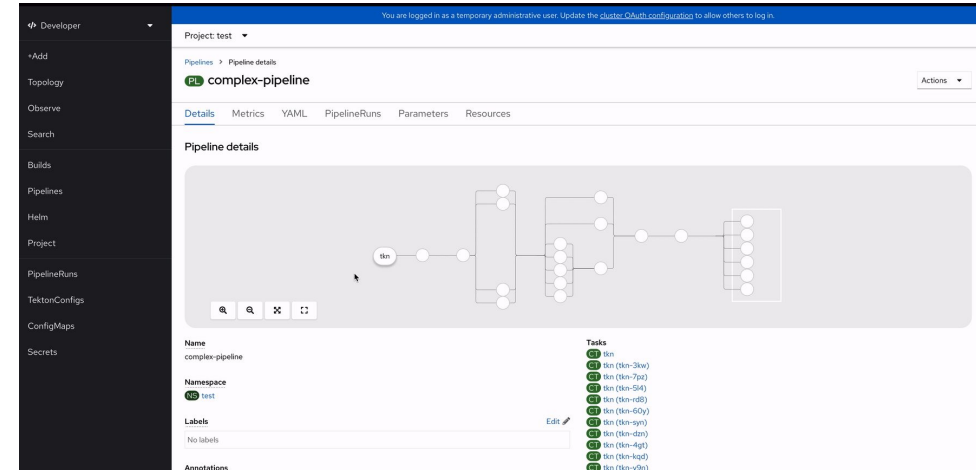 You are logged in as a temporary administrative user. Update the cluster OAuth configuration to allow others to log in.
</> Developer
Project: test
+Add
Topology
Observe
Search
Builds
Pipelines
Helm
Project
PipelineRuns
TektonConfigs
ConfigMaps
Secrets
Pipelines > Pipeline details
PL complex-pipeline
Actions
Details Metrics YAML PipelineRuns Parameters Resources
Pipeline details
tkn
Name
complex-pipeline
Namespace
NS test
Labels
Edit
No labels
Annotations
Tasks
CT tkn
CT tkn (tkn-3kw)
CT tkn (tkn-7pz)
CT tkn (tkn-5l4)
CT tkn (tkn-rd8)
CT tkn (tkn-60y)
CT tkn (tkn-syn)
CT tkn (tkn-dzn)
CT tkn (tkn-4gt)
CT tkn (tkn-kqd)
CT tkn (tkn-v9n)